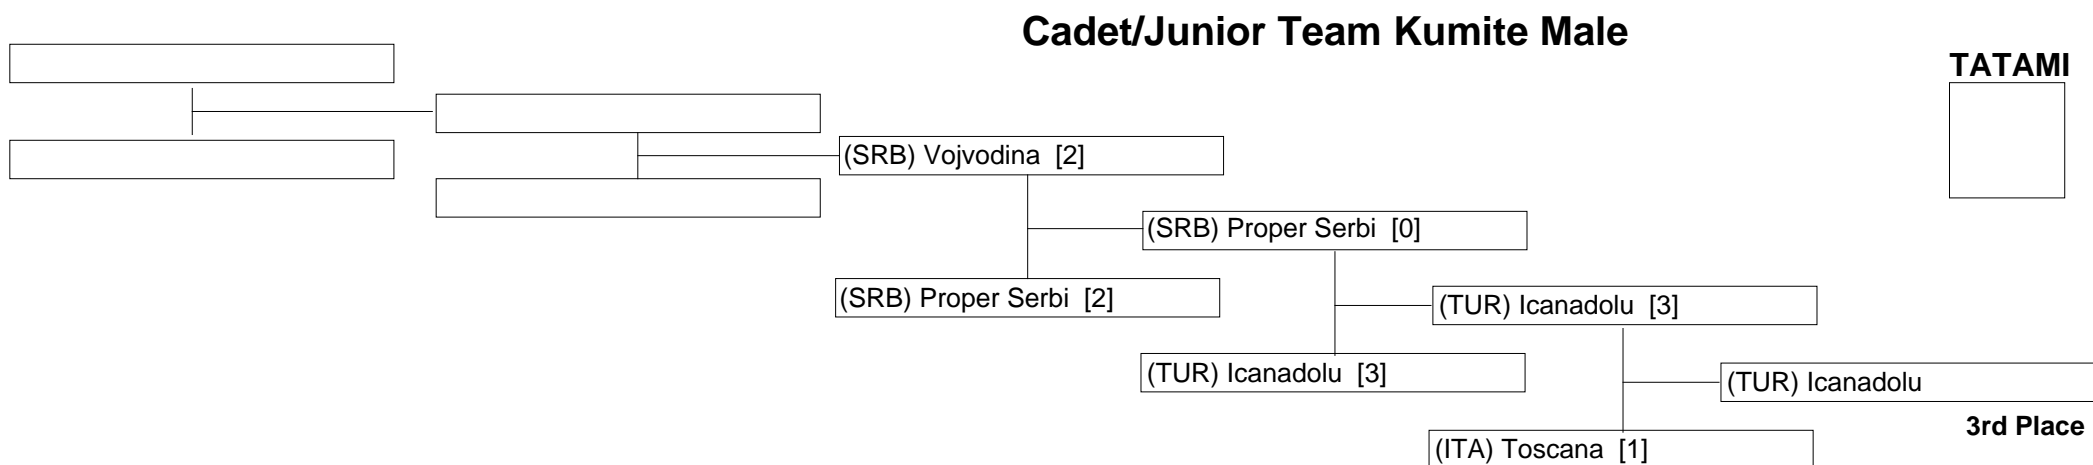 Cadet/Junior Team Kumite Male
TATAMI
(SRB) Vojvodina [2]
(SRB) Proper Serbi [0]
(SRB) Proper Serbi [2]
(TUR) Icanadolu [3]
(TUR) Icanadolu [3]
(TUR) Icanadolu
3rd Place
(ITA) Toscana [1]